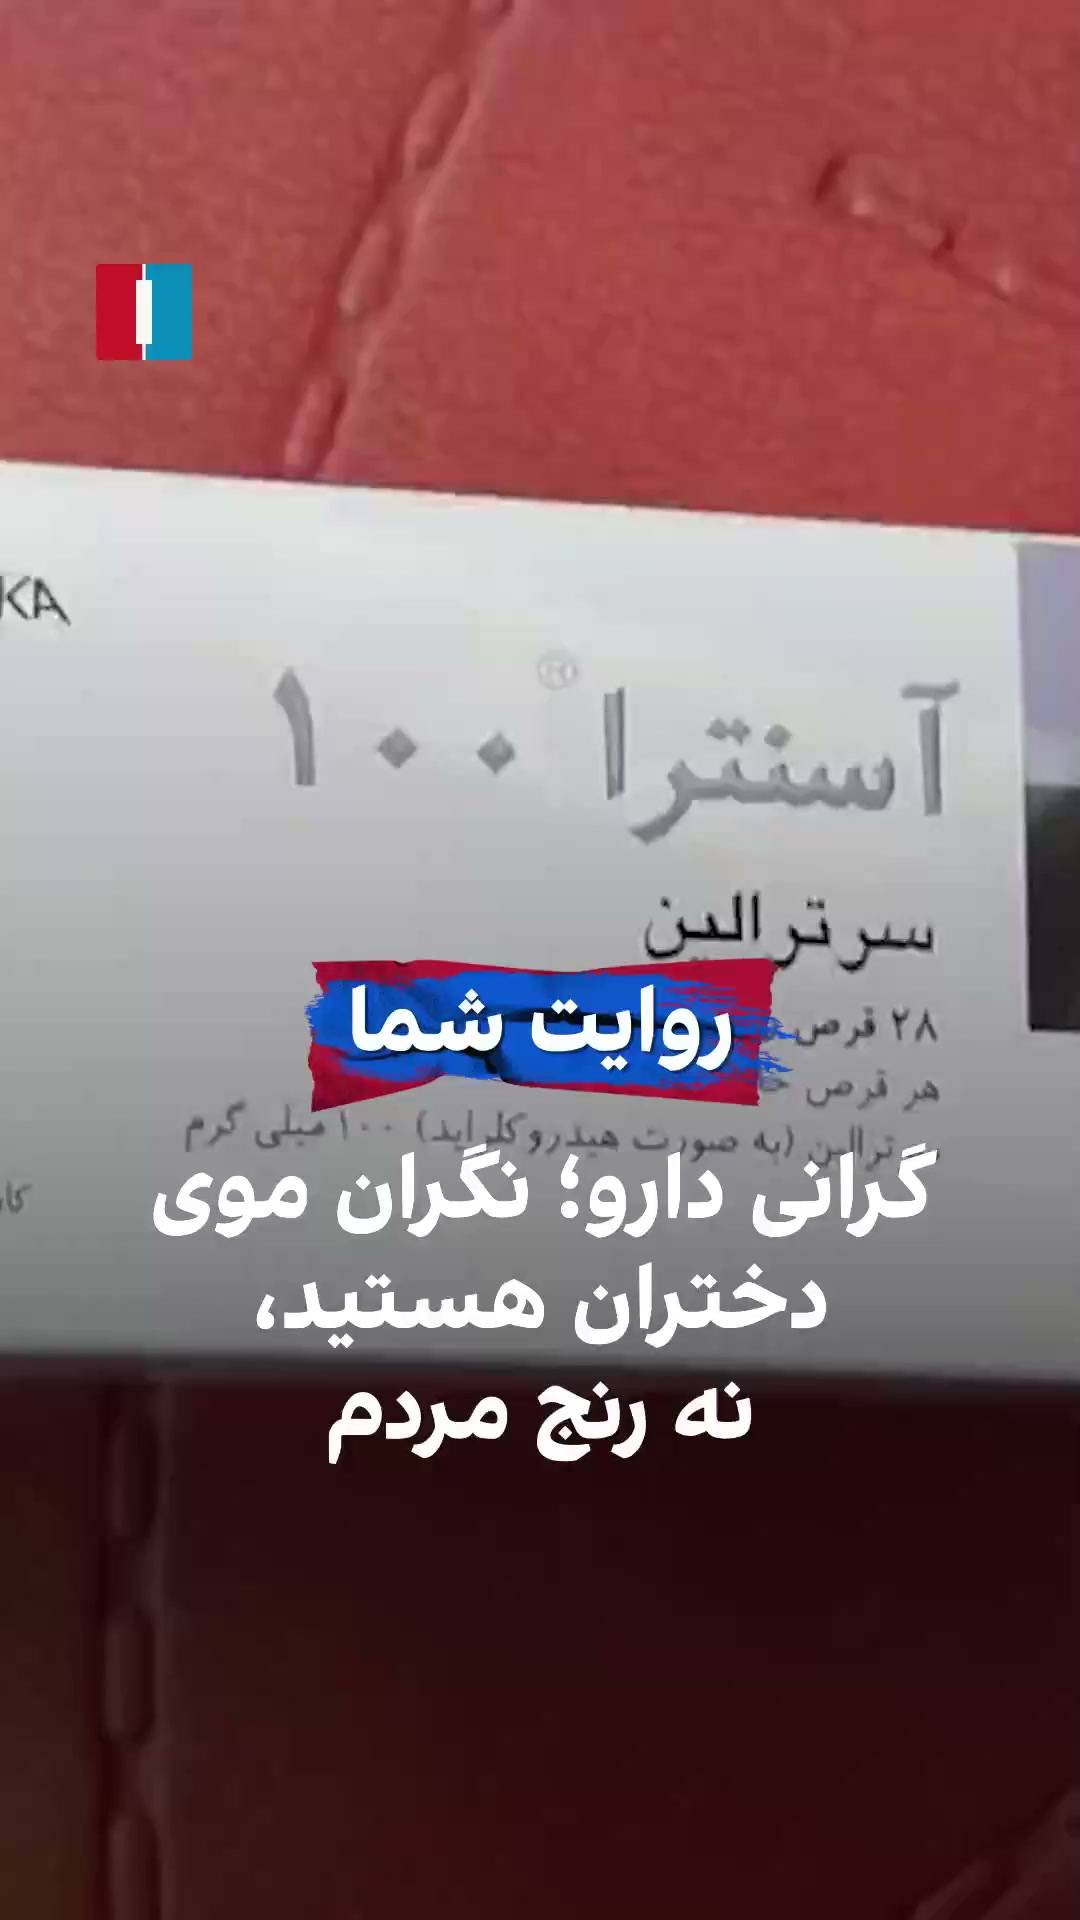 KA
آسنترا ® ۱۰۰
سرترالین
۲۸ قرص
هر قرص
ترالین (به صورت هیدروکلراید) ۱۰۰ میلی گرم
روایت شما
گرانی دارو؛ نگران موی
دختران هستید،
نه رنج مردم